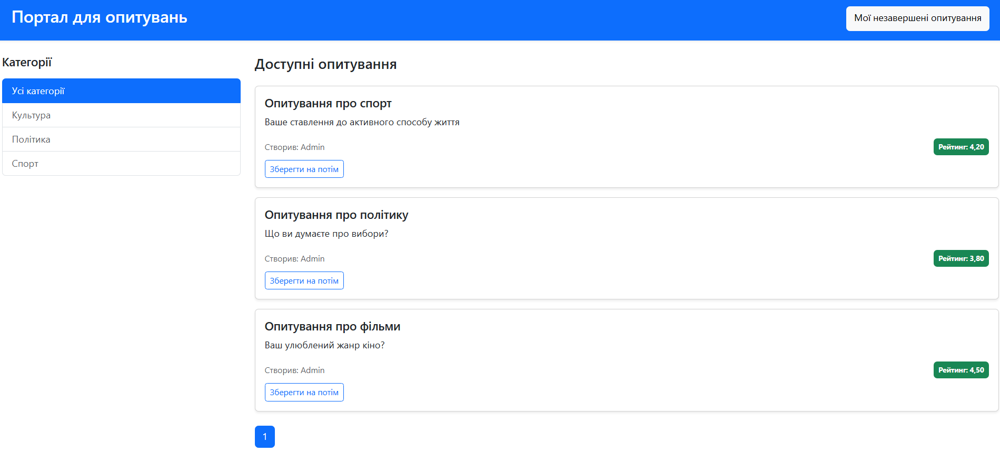 Портал для опитувань
Мої незавершені опитування
Категорії
Усі категорії
Культура
Політика
Спорт
Доступні опитування
Опитування про спорт
Ваше ставлення до активного способу життя
Створив: Admin
Рейтинг: 4,20
Зберегти на потім
Опитування про політику
Що ви думаєте про вибори?
Створив: Admin
Рейтинг: 3,80
Зберегти на потім
Опитування про фільми
Ваш улюблений жанр кіно?
Створив: Admin
Рейтинг: 4,50
Зберегти на потім
1